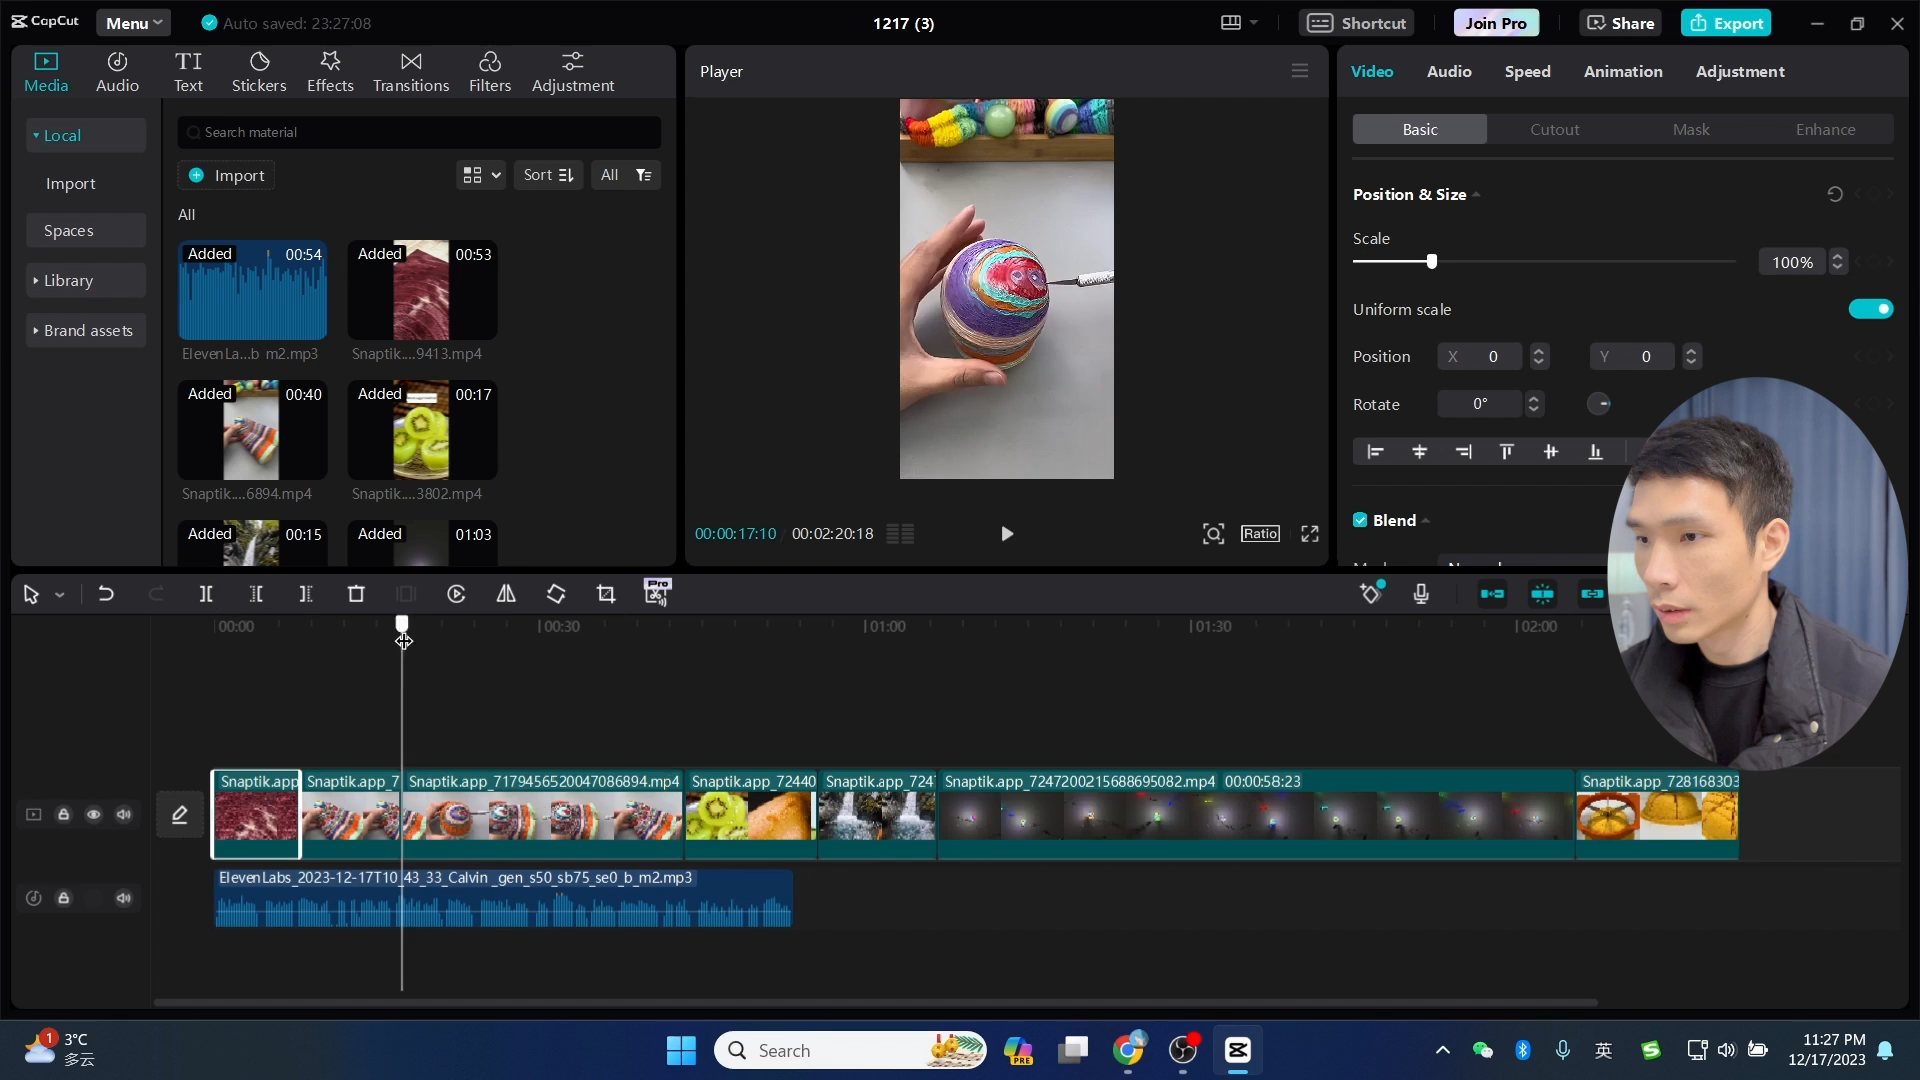 CapCut
Menu
Auto saved: 23:27:08
1217 (3)
Shortcut
Join Pro
Share
Export
Media
Audio
Text
Stickers
Effects
Transitions
Filters
Adjustment
Local
Import
Spaces
Library
Brand assets
Search material
Import
Sort
All
All
Added 00:54
ElevenLa...b m2.mp3
Added 00:53
Snaptik....9413.mp4
Added 00:40
Snaptik....6894.mp4
Added 00:17
Snaptik....3802.mp4
Added 00:15
Added 01:03
Player
00:00:17:10 / 00:02:20:18
Ratio
Video
Audio
Speed
Animation
Adjustment
Basic
Cutout
Mask
Enhance
Position & Size
Scale
100%
Uniform scale
Position X 0 Y 0
Rotate 0°
Blend
Pro
00:00
00:30
01:00
01:30
02:00
Snaptik.app
Snaptik.app_7
Snaptik.app_7179456520047086894.mp4
Snaptik.app_72440
Snaptik.app_7247
Snaptik.app_7247200215688695082.mp4 00:00:58:23
Snaptik.app_728168303
ElevenLabs_2023-12-17T10_43_33_Calvin _gen_s50_sb75_se0_b_m2.mp3
1
3°C
多云
Search
PRE
英
11:27 PM
12/17/2023